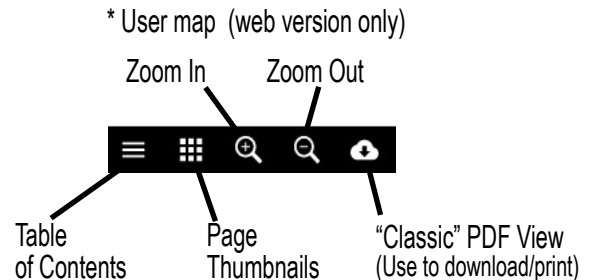 * User map  (web version only)
Zoom In
Zoom Out
Table
of Contents
Page
Thumbnails
“Classic” PDF View
(Use to download/print)